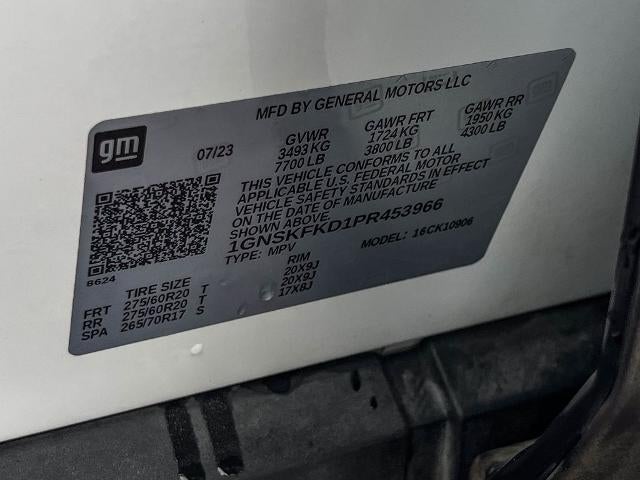 MFD BY GENERAL MOTORS LLC
gm
07/23
GVWR GAWR FRT GAWR RR
3493 KG 1724 KG 1950 KG
7700 LB 3800 LB 4300 LB
THIS VEHICLE CONFORMS TO ALL
APPLICABLE U.S. FEDERAL MOTOR
VEHICLE SAFETY STANDARDS IN EFFECT
ON THE DATE OF MANUFACTURE
SHOWN ABOVE.
1GNSKFKD1PR453966
TYPE: MPV MODEL: 16CK10906
B624
TIRE SIZE RIM
FRT 275/60R20 T 20X9J
RR 275/60R20 T 20X9J
SPA 265/70R17 S 17X8J